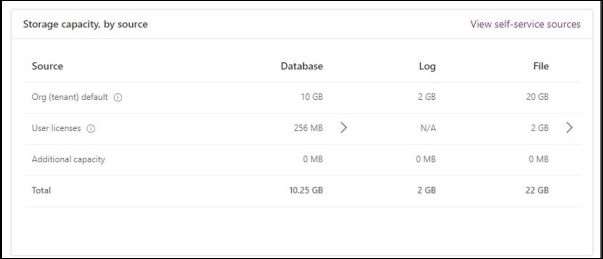 Storage capacity, by source View self-service sources
Source Database Log File
Org (tenant) default 10 GB 2 GB 20 GB
User licenses 256 MB N/A 2 GB
Additional capacity 0 MB 0 MB 0 MB
Total 10.25 GB 2 GB 22 GB